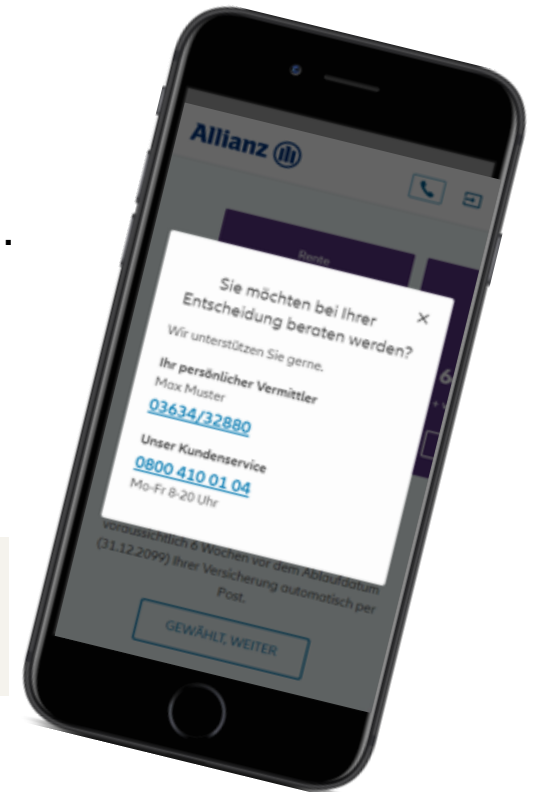 Allianz
Rente
Sie möchten bei Ihrer
Entscheidung beraten werden?
Wir unterstützen Sie gerne.
Ihr persönlicher Vermittler
Max Muster
03634/32880
Unser Kundenservice
0800 410 01 04
Mo-Fr 8-20 Uhr
voraussichtlich 6 Wochen vor dem Ablaufdatum
(31.12.2099) Ihrer Versicherung automatisch per
Post.
GEWÄHLT, WEITER